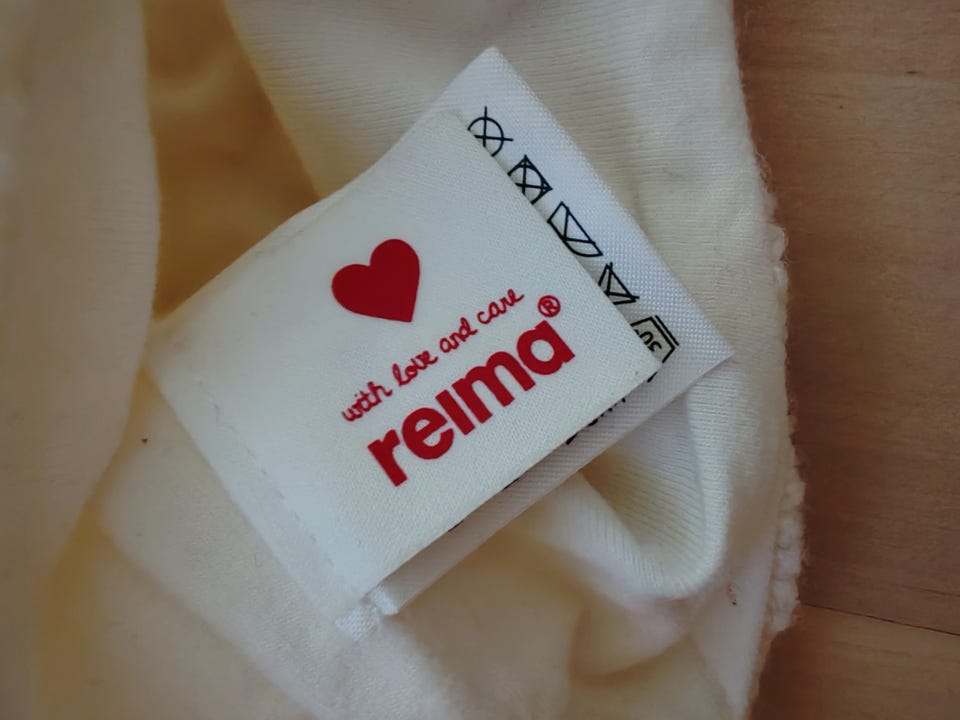 with love and care
reima®